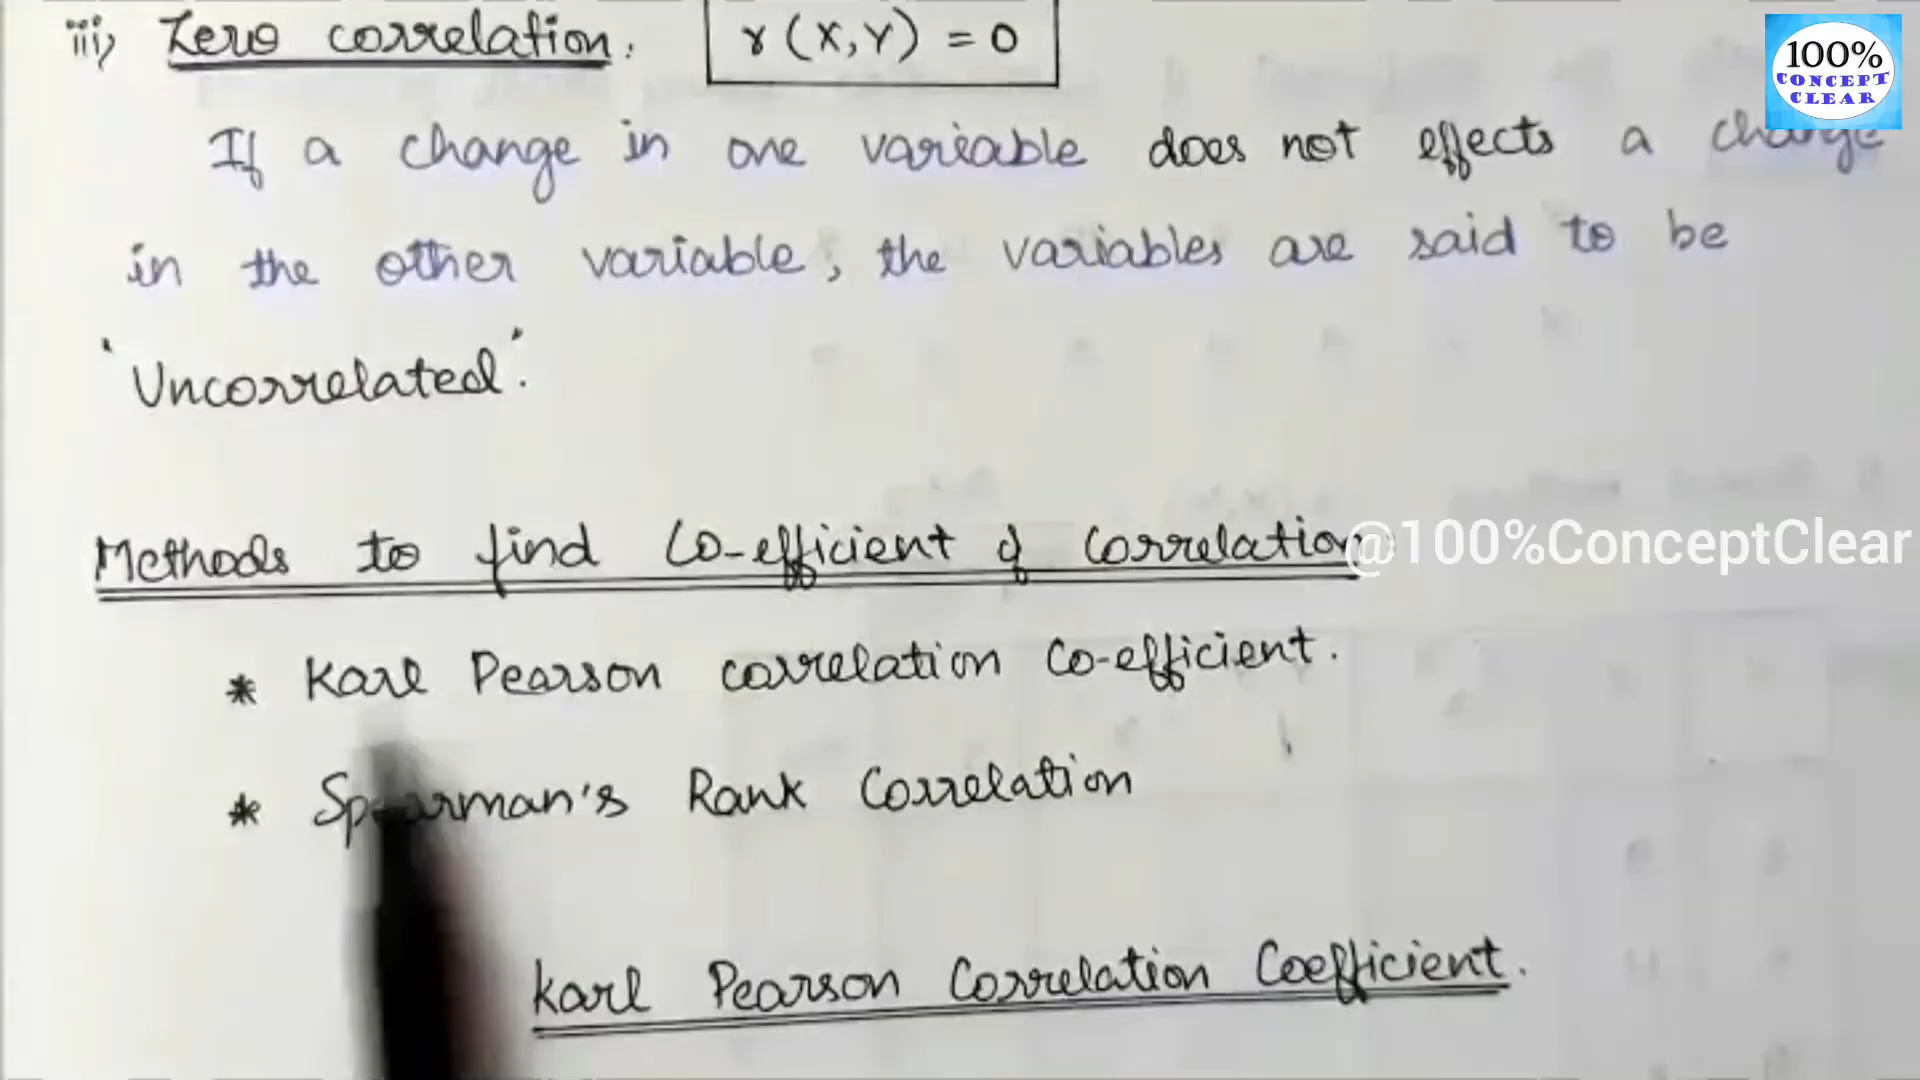 iii) Zero correlation: r(X,Y) = 0
100%
CONCEPT
CLEAR
If a change in one variable does not effects a change
in the other variable, the variables are said to be
"Uncorrelated".
Methods to find Co-efficient of Correlation
@100%ConceptClear
* Karl Pearson correlation Co-efficient.
* Spearman's Rank Correlation
Karl Pearson Correlation Coefficient.